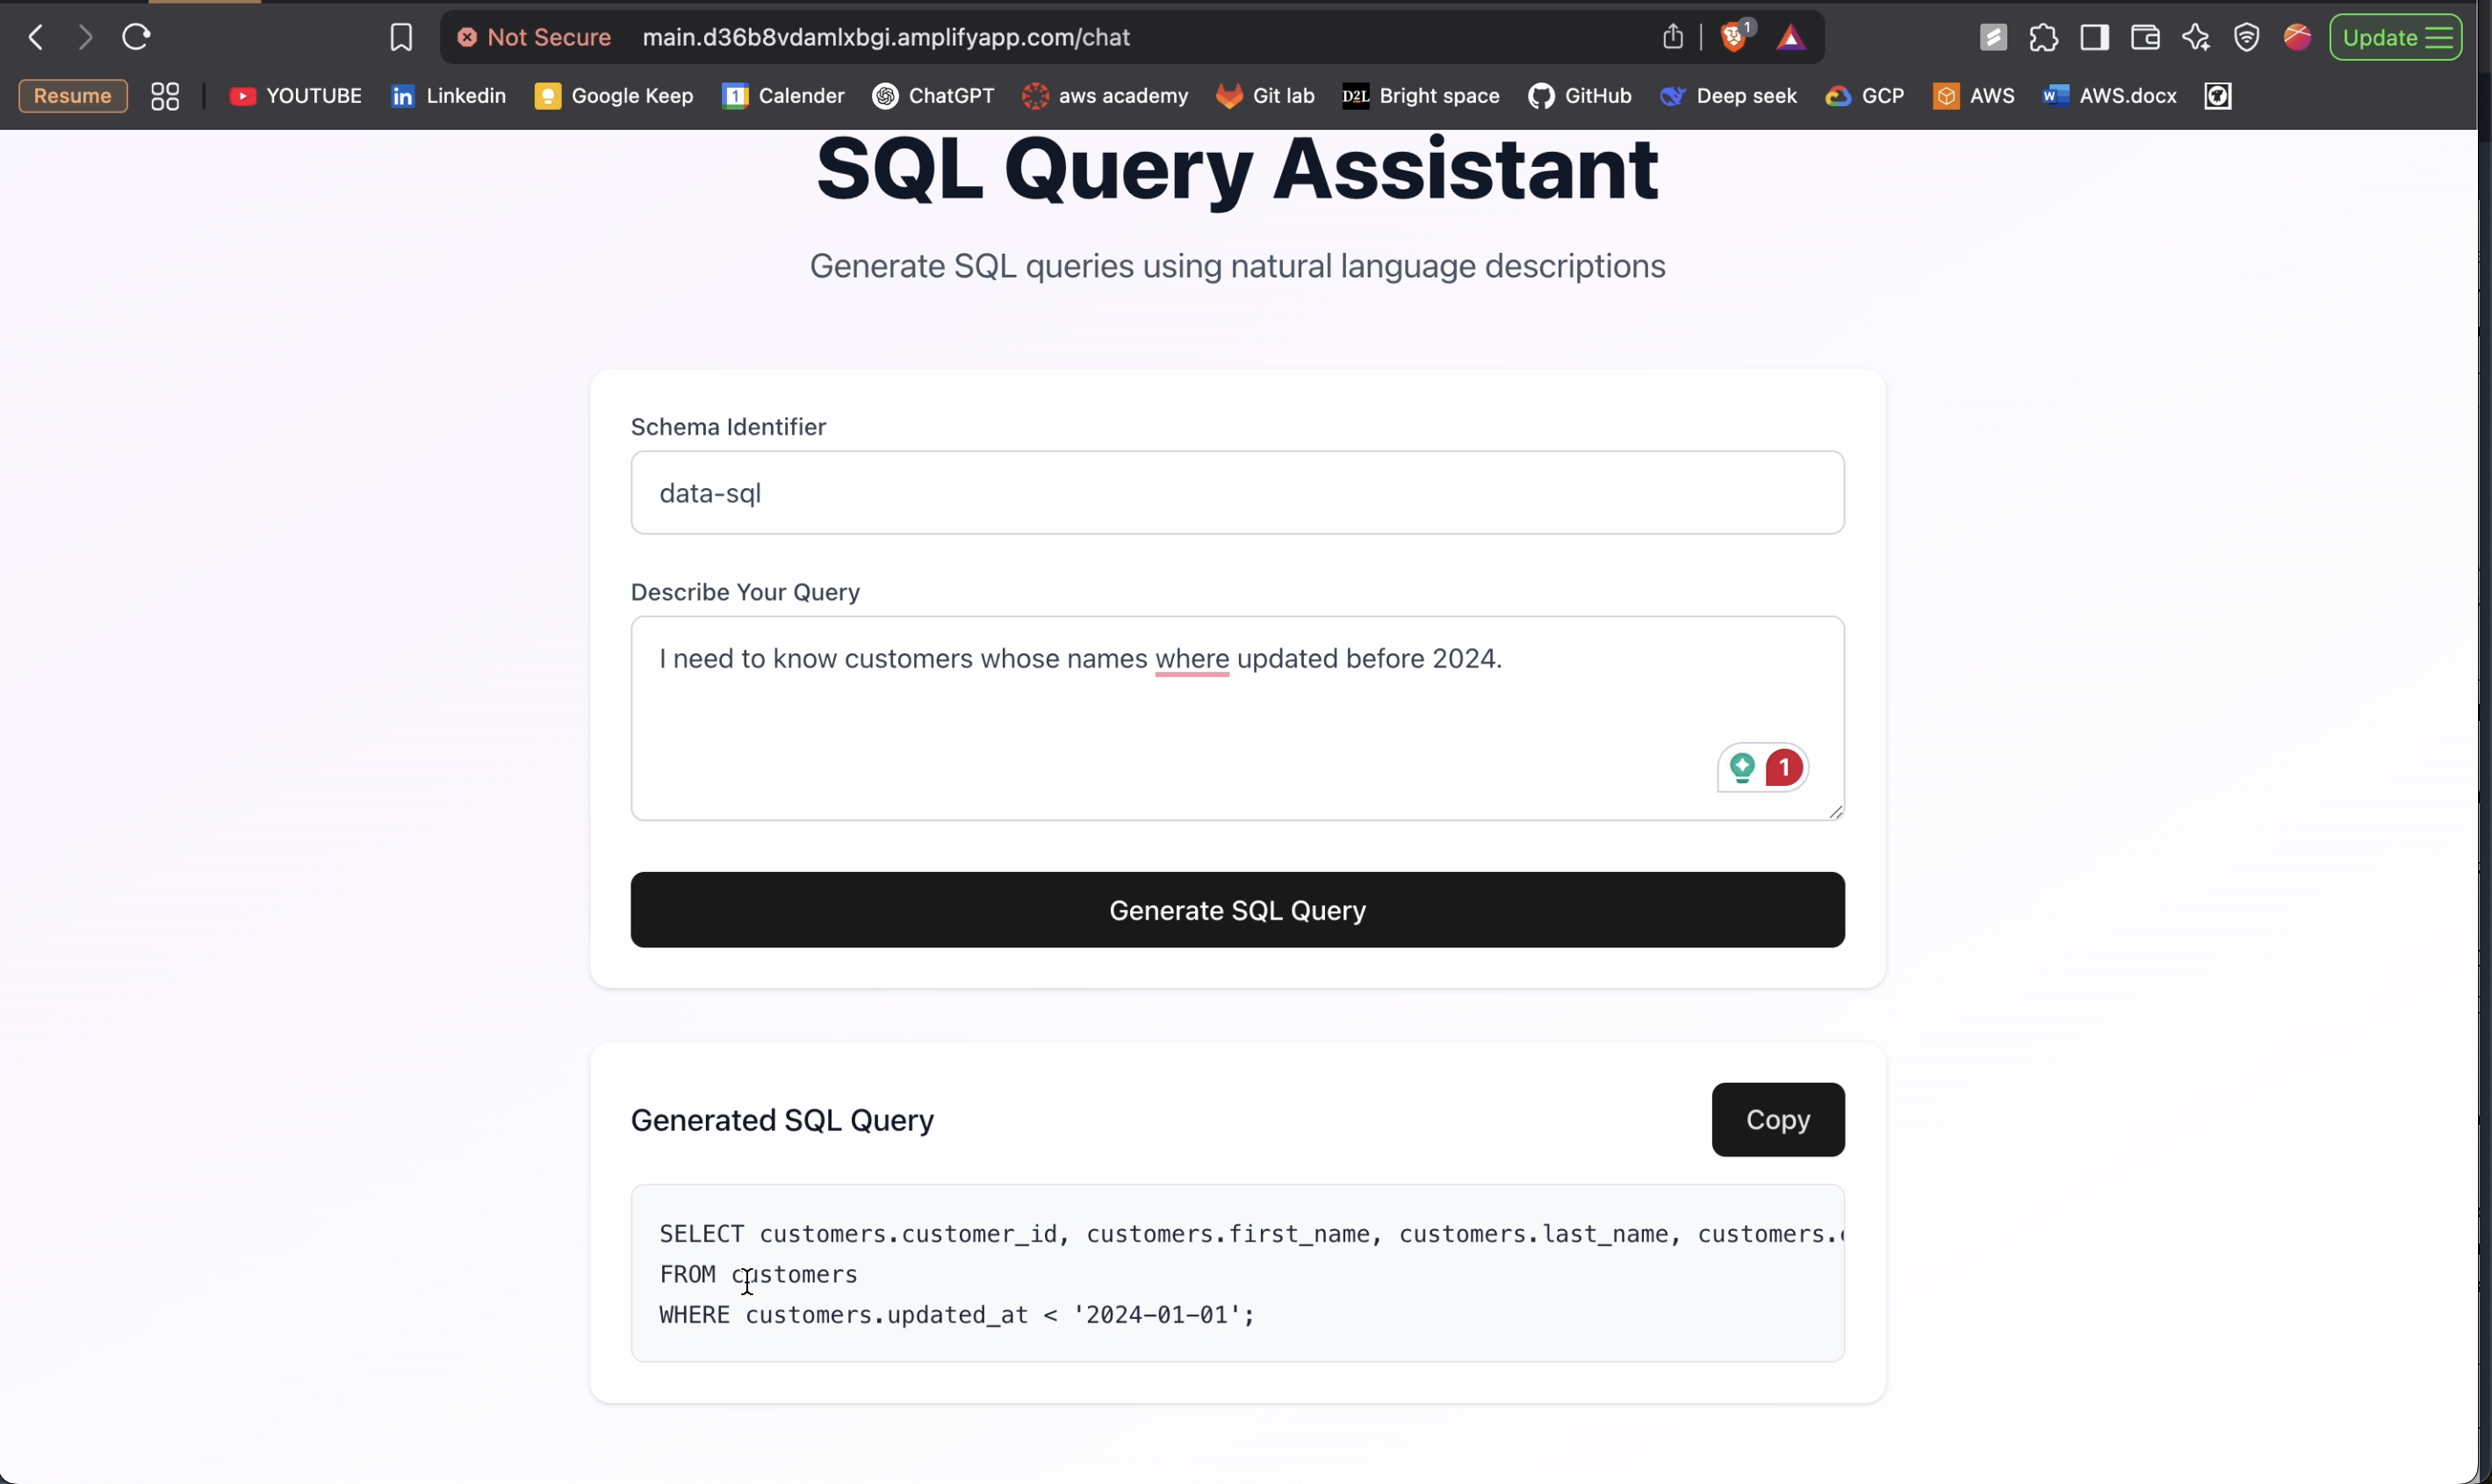 Not Secure main.d36b8vdamlxbgi.amplifyapp.com/chat 1 Update
Resume YOUTUBE in Linkedin Google Keep 1 Calender ChatGPT aws academy Git lab D2L Bright space GitHub Deep seek GCP AWS W AWS.docx
SQL Query Assistant
Generate SQL queries using natural language descriptions
Schema Identifier
data-sql
Describe Your Query
I need to know customers whose names where updated before 2024.
1
Generate SQL Query
Generated SQL Query
Copy
SELECT customers.customer_id, customers.first_name, customers.last_name, customers.
FROM customers
WHERE customers.updated_at < '2024-01-01';